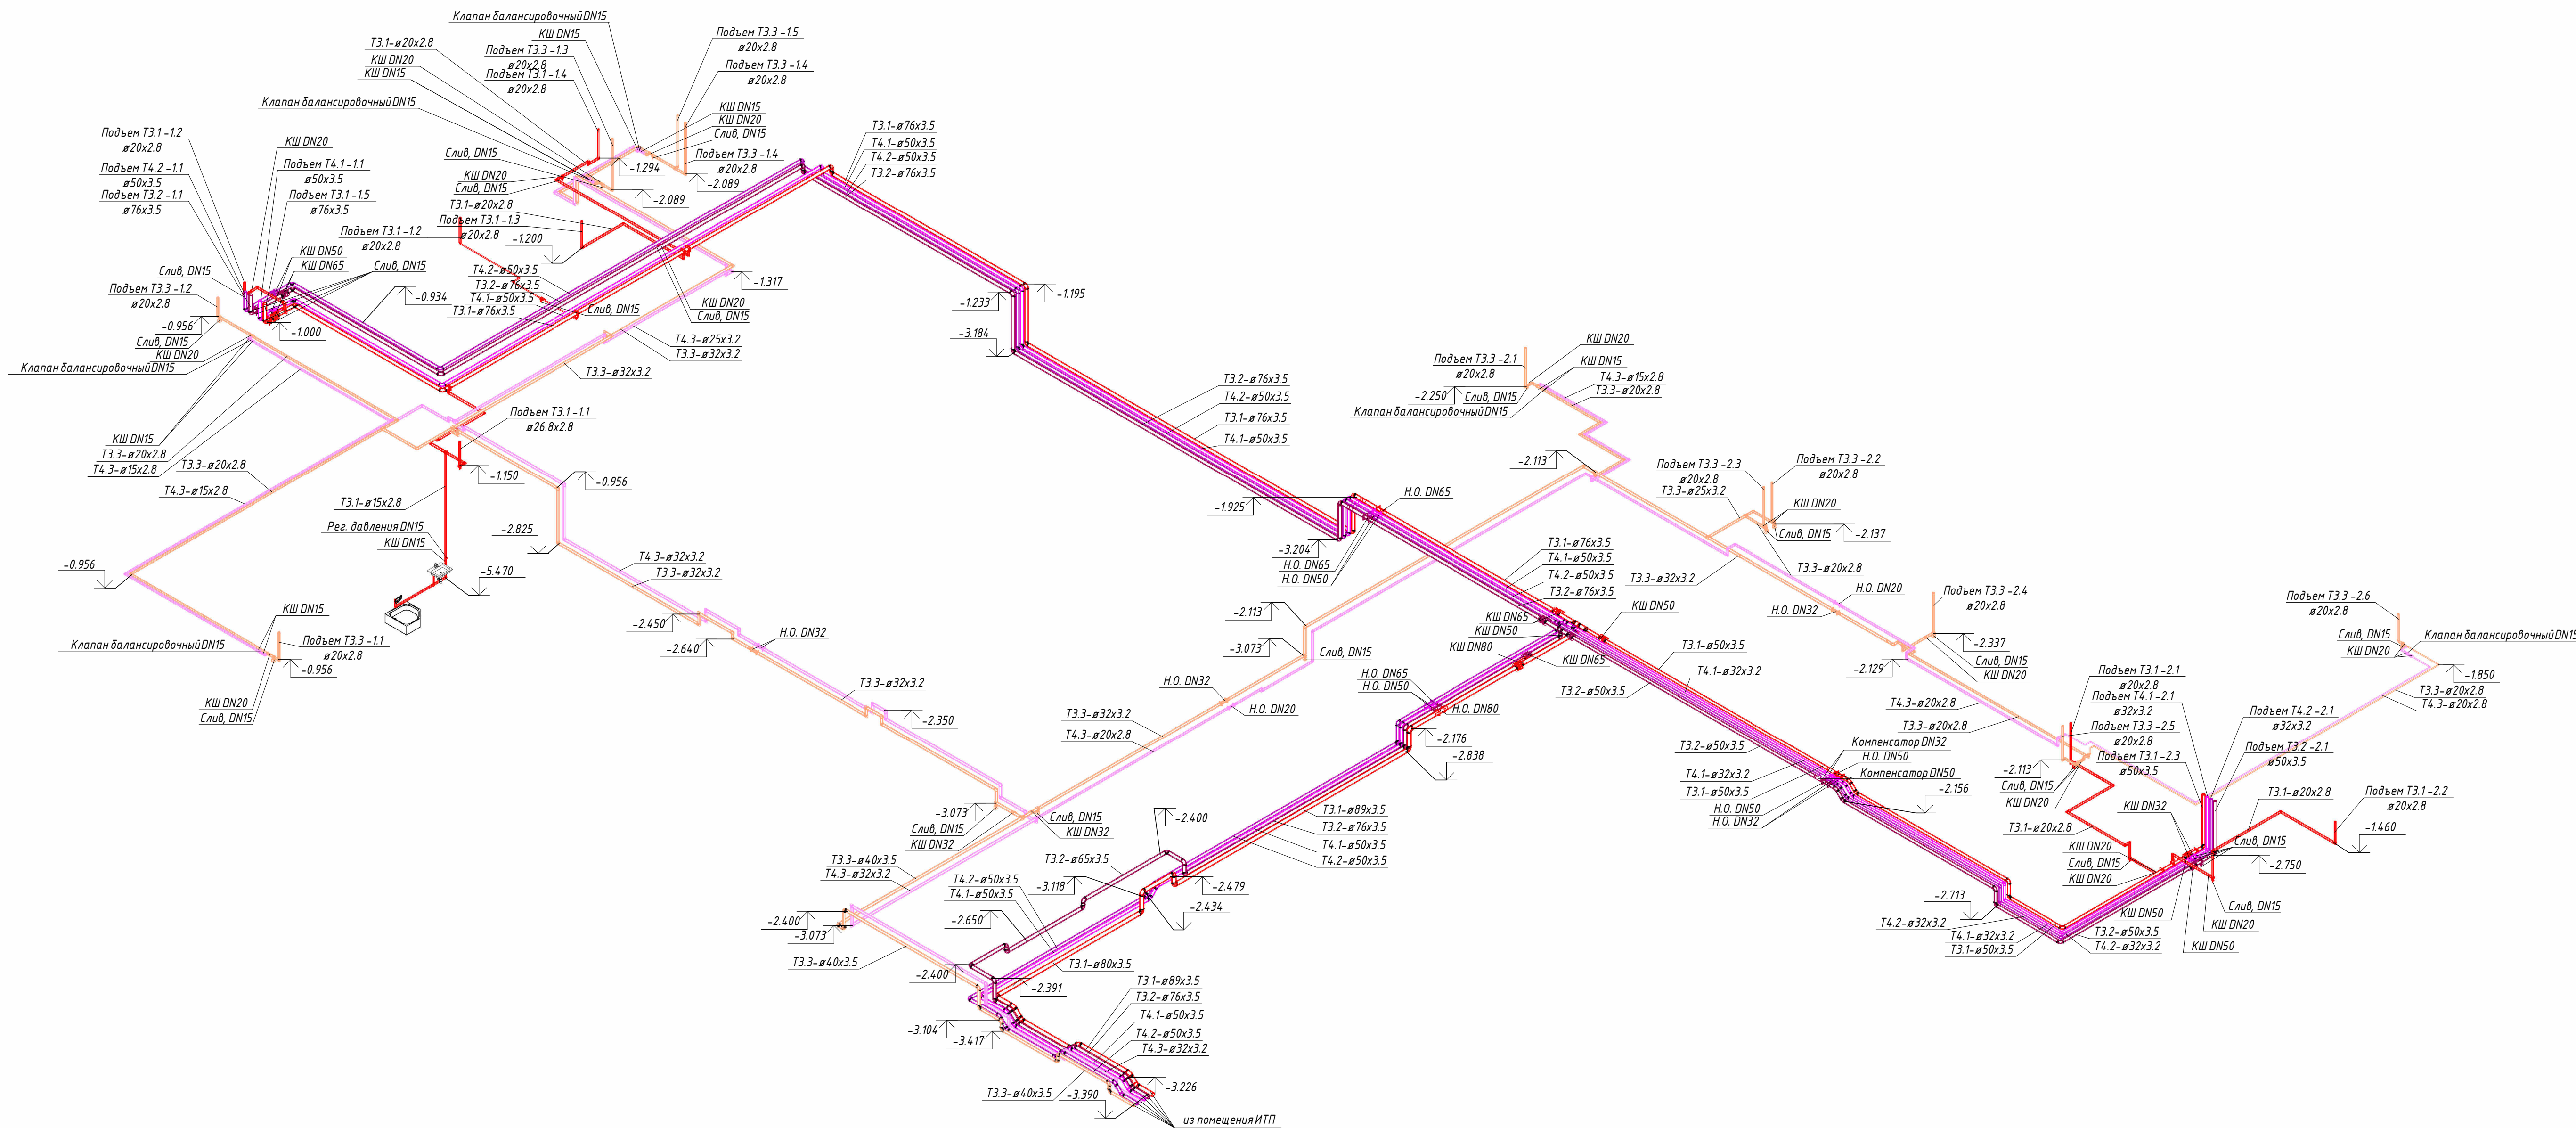 Клапан балансировочный DN15
КШ DN15
Подъем Т3.3 -1.5
ø20х2.8
Т3.1-ø20х2.8
Подъем Т3.3 -1.3
ø20х2.8
КШ DN20
Подъем Т3.3 -1.4
ø20х2.8
КШ DN15
Подъем Т3.1 -1.4
ø20х2.8
Клапан балансировочный DN15
КШ DN15
КШ DN20
Слив, DN15
Т3.1-ø76х3.5
Т4.1-ø50х3.5
Т4.2-ø50х3.5
Т3.2-ø76х3.5
Подъем Т3.1 -1.2
ø20х2.8
КШ DN20
Слив, DN15
Подъем Т3.3 -1.4
ø20х2.8
-1.294
-2.089
Подъем Т4.2 -1.1
ø50х3.5
Подъем Т4.1 -1.1
ø50х3.5
КШ DN20
Слив, DN15
Подъем Т3.2 -1.1
ø76х3.5
Подъем Т3.1 -1.5
ø76х3.5
-2.089
Т3.1-ø20х2.8
Подъем Т3.1 -1.3
ø20х2.8
Подъем Т3.1 -1.2
ø20х2.8
-1.200
КШ DN50
КШ DN65
Слив, DN15
Слив, DN15
Т4.2-ø50х3.5
Т3.2-ø76х3.5
Т4.1-ø50х3.5
Т3.1-ø76х3.5
-1.317
Подъем Т3.3 -1.2
ø20х2.8
-0.934
КШ DN20
Слив, DN15
Слив, DN15
-1.233
-1.195
-0.956
-1.000
Слив, DN15
КШ DN20
Клапан балансировочный DN15
Т4.3-ø25х3.2
Т3.3-ø32х3.2
Т3.3-ø32х3.2
-3.184
Т3.2-ø76х3.5
Т4.2-ø50х3.5
Т3.1-ø76х3.5
Т4.1-ø50х3.5
Подъем Т3.3 -2.1
ø20х2.8
КШ DN20
КШ DN15
Т4.3-ø15х2.8
Т3.3-ø20х2.8
-2.250
Слив, DN15
Клапан балансировочный DN15
Подъем Т3.1 -1.1
ø26.8х2.8
КШ DN15
Т3.3-ø20х2.8
Т4.3-ø15х2.8
Т3.3-ø20х2.8
Т4.3-ø15х2.8
-1.150
-0.956
Т3.1-ø15х2.8
Рег. давления DN15
КШ DN15
-2.825
-5.470
-0.956
-2.113
Подъем Т3.3 -2.3
ø20х2.8
Подъем Т3.3 -2.2
ø20х2.8
Т3.3-ø25х3.2
КШ DN20
Слив, DN15
-2.137
Т3.3-ø20х2.8
-1.925
Н.О. DN65
-3.204
Н.О. DN65
Н.О. DN50
Т3.1-ø76х3.5
Т4.1-ø50х3.5
Т4.2-ø50х3.5
Т3.2-ø76х3.5
Т3.3-ø32х3.2
Н.О. DN20
Н.О. DN32
Т4.3-ø32х3.2
Т3.3-ø32х3.2
КШ DN15
Клапан балансировочный DN15
Подъем Т3.3 -1.1
ø20х2.8
-0.956
КШ DN20
Слив, DN15
-2.450
-2.640
Н.О. DN32
-2.113
-3.073
Слив, DN15
КШ DN65
КШ DN50
КШ DN50
КШ DN80
КШ DN65
Подъем Т3.3 -2.4
ø20х2.8
-2.337
Слив, DN15
КШ DN20
-2.129
Подъем Т3.3 -2.6
ø20х2.8
Слив, DN15
КШ DN20
Клапан балансировочный DN15
-1.850
Т3.3-ø20х2.8
Т4.3-ø20х2.8
Т3.3-ø32х3.2
-2.350
Н.О. DN32
Н.О. DN20
Н.О. DN65
Н.О. DN50
Н.О. DN80
Т3.1-ø50х3.5
Т4.1-ø32х3.2
Т3.2-ø50х3.5
Т3.3-ø32х3.2
Т4.3-ø20х2.8
-2.176
-2.838
Т4.3-ø20х2.8
Т3.3-ø20х2.8
Подъем Т3.1 -2.1
ø20х2.8
Подъем Т4.1 -2.1
ø32х3.2
Подъем Т3.3 -2.5
ø20х2.8
Подъем Т3.1 -2.3
ø50х3.5
Подъем Т4.2 -2.1
ø32х3.2
Подъем Т3.2 -2.1
ø50х3.5
Т3.2-ø50х3.5
Компенсатор DN32
Н.О. DN50
Компенсатор DN50
Т4.1-ø32х3.2
Т3.1-ø50х3.5
Н.О. DN50
Н.О. DN32
-2.156
-2.113
Слив, DN15
КШ DN20
КШ DN32
Т3.1-ø20х2.8
Подъем Т3.1 -2.2
ø20х2.8
-1.460
Т3.1-ø20х2.8
Слив, DN15
КШ DN20
Слив, DN15
КШ DN20
-2.750
-3.073
Слив, DN15
КШ DN32
Слив, DN15
КШ DN32
-2.400
Т3.1-ø89х3.5
Т3.2-ø76х3.5
Т4.1-ø50х3.5
Т4.2-ø50х3.5
Т3.3-ø40х3.5
Т4.3-ø32х3.2
Т3.2-ø65х3.5
Т4.2-ø50х3.5
Т4.1-ø50х3.5
-3.118
-2.479
-2.434
-2.650
-2.400
-3.073
Т3.3-ø40х3.5
-2.713
Т4.2-ø32х3.2
Т4.1-ø32х3.2
Т3.1-ø50х3.5
Т3.2-ø50х3.5
Т4.2-ø32х3.2
КШ DN50
Слив, DN15
КШ DN20
КШ DN50
-2.400
-2.391
Т3.1-ø80х3.5
Т3.1-ø89х3.5
Т3.2-ø76х3.5
Т4.1-ø50х3.5
Т4.2-ø50х3.5
Т4.3-ø32х3.2
-3.104
-3.417
Т3.3-ø40х3.5
-3.390
-3.226
из помещения ИТП